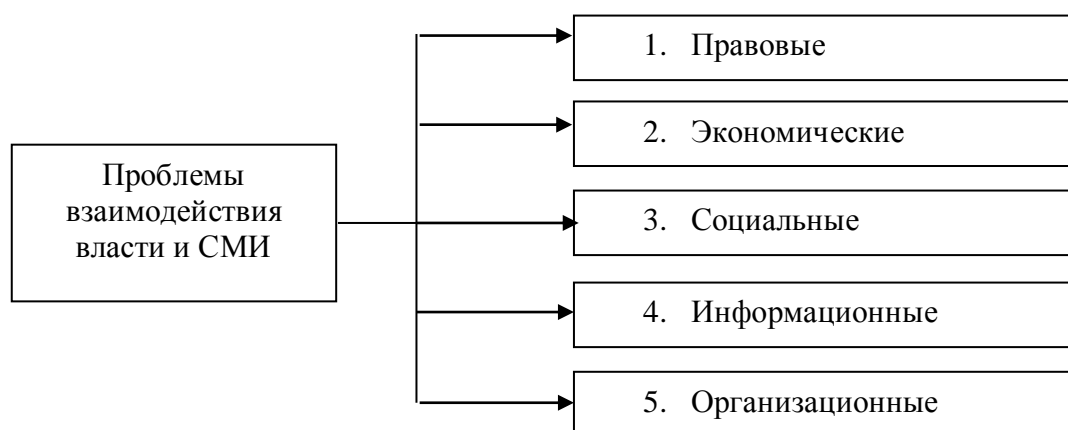 Проблемы
взаимодействия
власти и СМИ
1. Правовые
2. Экономические
3. Социальные
4. Информационные
5. Организационные